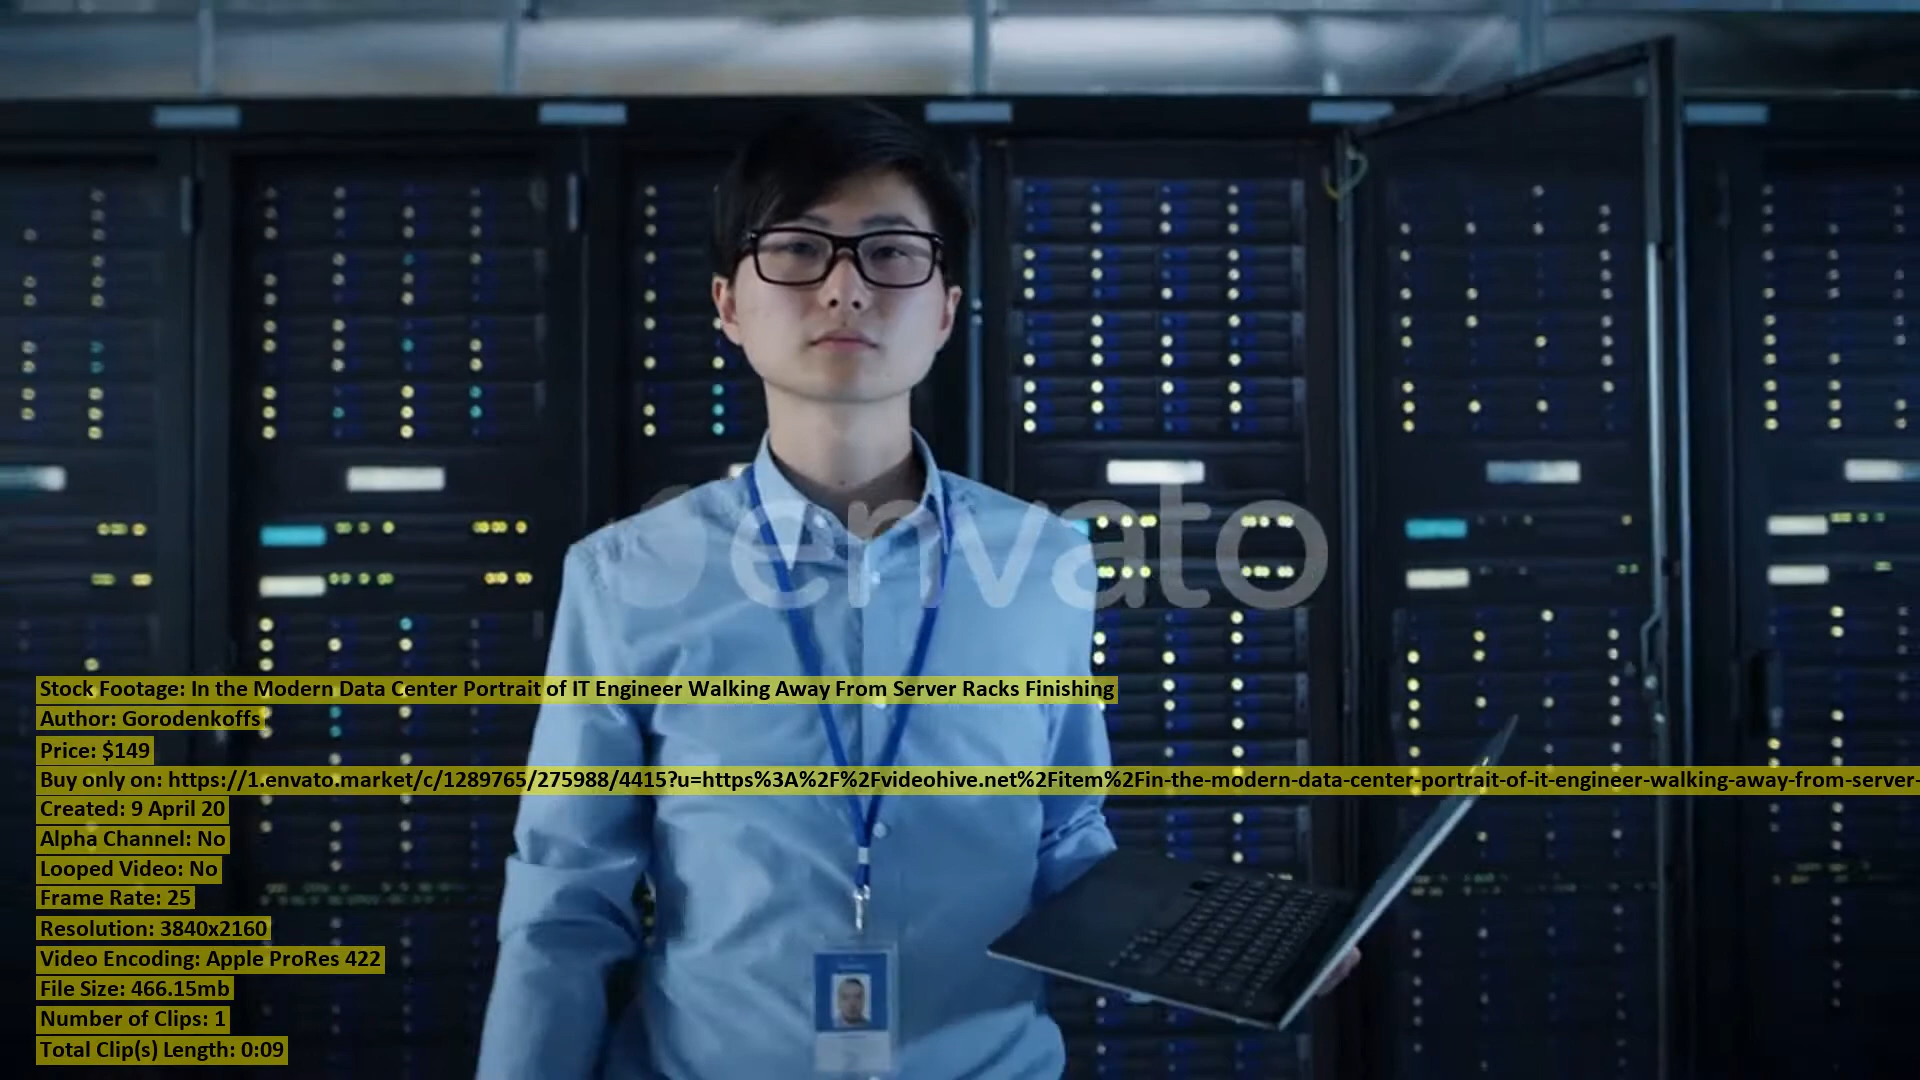 envato
Stock Footage: In the Modern Data Center Portrait of IT Engineer Walking Away From Server Racks Finishing
Author: Gorodenkoffs
Price: $149
Buy only on: https://1.envato.market/c/1289765/275988/4415?u=https%3A%2F%2Fvideohive.net%2Fitem%2Fin-the-modern-data-center-portrait-of-it-engineer-walking-away-from-server-
Created: 9 April 20
Alpha Channel: No
Looped Video: No
Frame Rate: 25
Resolution: 3840x2160
Video Encoding: Apple ProRes 422
File Size: 466.15mb
Number of Clips: 1
Total Clip(s) Length: 0:09